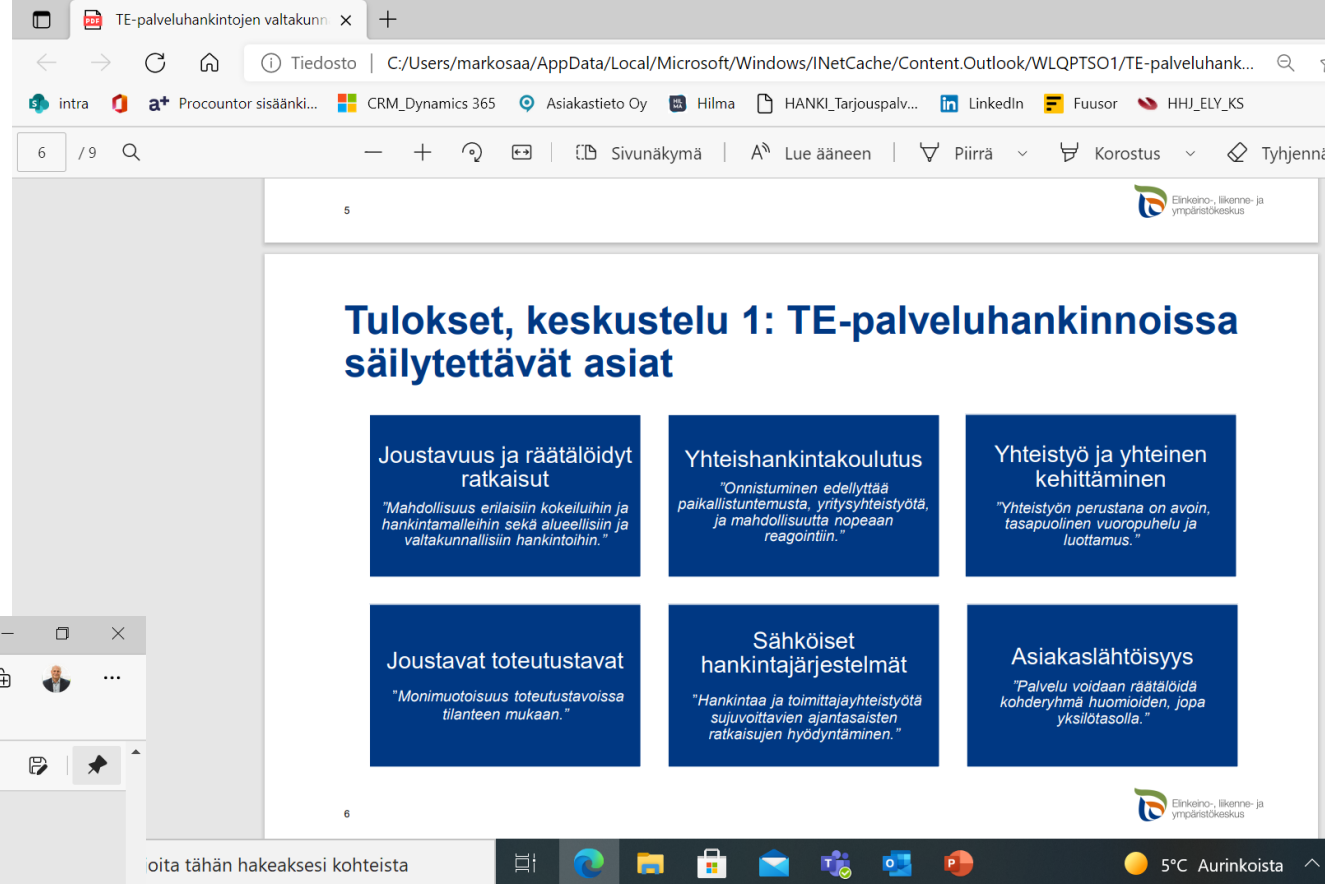 TE-palveluhankintojen valtakunn
Tiedosto | C:/Users/markosaa/AppData/Local/Microsoft/Windows/INetCache/Content.Outlook/WLQPTSO1/TE-palveluhank...
intra
Procountor sisäänki...
CRM_Dynamics 365
Asiakastieto Oy
Hilma
HANKI_Tarjouspalv...
LinkedIn
Fuusor
HHJ_ELY_KS
6 / 9
Sivunäkymä
Lue ääneen
Piirrä
Korostus
Tyhjennä
5
Elinkeino-, liikenne- ja
ympäristökeskus
Tulokset, keskustelu 1: TE-palveluhankinnoissa
säilytettävät asiat
Joustavuus ja räätälöidyt
ratkaisut
"Mahdollisuus erilaisiin kokeiluihin ja
hankintamalleihin sekä alueellisiin ja
valtakunnallisiin hankintoihin."
Yhteishankintakoulutus
"Onnistuminen edellyttää
paikallistuntemusta, yritysyhteistyötä,
ja mahdollisuutta nopeaan
reagointiin."
Yhteistyö ja yhteinen
kehittäminen
"Yhteistyön perustana on avoin,
tasapuolinen vuoropuhelu ja
luottamus."
Joustavat toteutustavat
"Monimuotoisuus toteutustavoissa
tilanteen mukaan."
Sähköiset
hankintajärjestelmät
"Hankintaa ja toimittajayhteistyötä
sujuvoittavien ajantasaisten
ratkaisujen hyödyntäminen."
Asiakaslähtöisyys
"Palvelu voidaan räätälöidä
kohderyhmä huomioiden, jopa
yksilötasolla."
6
Elinkeino-, liikenne- ja
ympäristökeskus
joita tähän hakeaksesi kohteista
5°C Aurinkoista